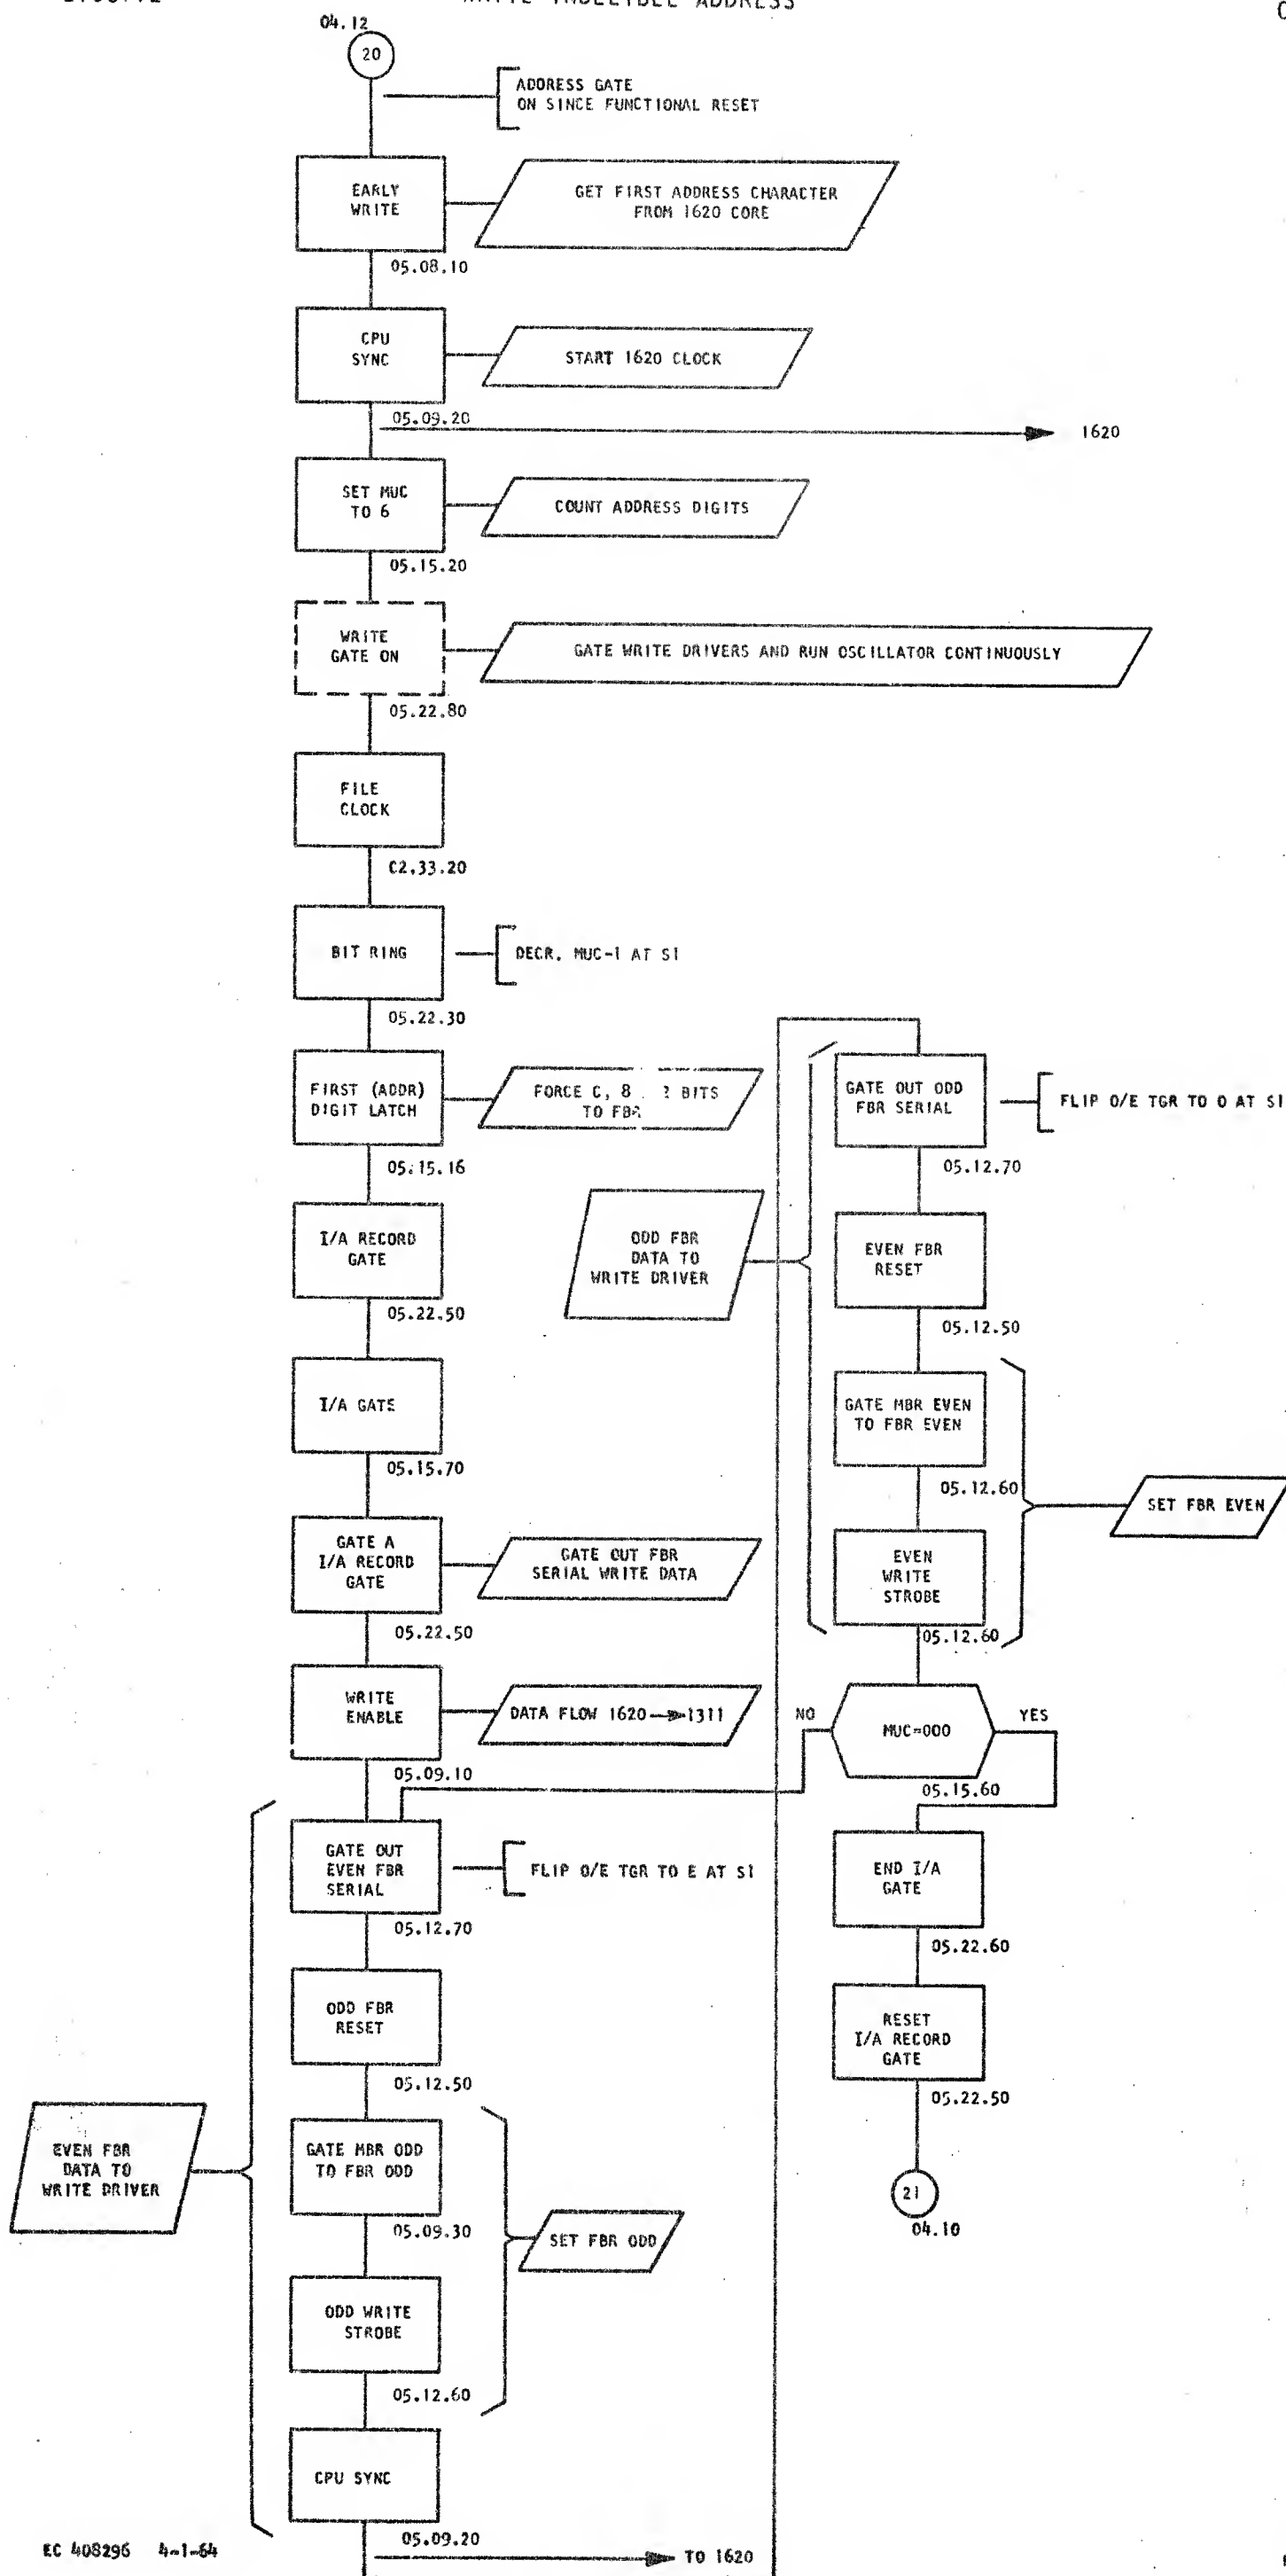 ADDRESS
04.12
20
ADDRESS GATE
ON SINCE FUNCTIONAL RESET
EARLY
WRITE
GET FIRST ADDRESS CHARACTER
FROM 1620 CORE
05.08.10
CPU
SYNC
START 1620 CLOCK
05.09.20
1620
SET MUC
TO 6
COUNT ADDRESS DIGITS
05.15.20
WRITE
GATE ON
GATE WRITE DRIVERS AND RUN OSCILLATOR CONTINUOUSLY
05.22.80
FILE
CLOCK
C2.33.20
BIT RING
DECR. MUC-1 AT S1
05.22.30
FIRST (ADDR)
DIGIT LATCH
FORCE C, 8 2 BITS
TO FBR
05.15.16
I/A RECORD
GATE
05.22.50
I/A GATE
05.15.70
GATE A
I/A RECORD
GATE
GATE OUT FBR
SERIAL WRITE DATA
05.22.50
WRITE
ENABLE
DATA FLOW 1620 → 1311
05.09.10
GATE OUT
EVEN FBR
SERIAL
FLIP O/E TGR TO E AT S1
05.12.70
ODD FBR
RESET
05.12.50
EVEN FBR
DATA TO
WRITE DRIVER
GATE MBR ODD
TO FBR ODD
05.09.30
SET FBR ODD
ODD WRITE
STROBE
05.12.60
CPU SYNC
05.09.20
TO 1620
GATE OUT ODD
FBR SERIAL
FLIP O/E TGR TO O AT S1
05.12.70
ODD FBR
DATA TO
WRITE DRIVER
EVEN FBR
RESET
05.12.50
GATE MBR EVEN
TO FBR EVEN
05.12.60
SET FBR EVEN
EVEN
WRITE
STROBE
05.12.60
NO
MUC=000
YES
05.15.60
END I/A
GATE
05.22.60
RESET
I/A RECORD
GATE
05.22.50
21
04.10
EC 408296 4-1-64